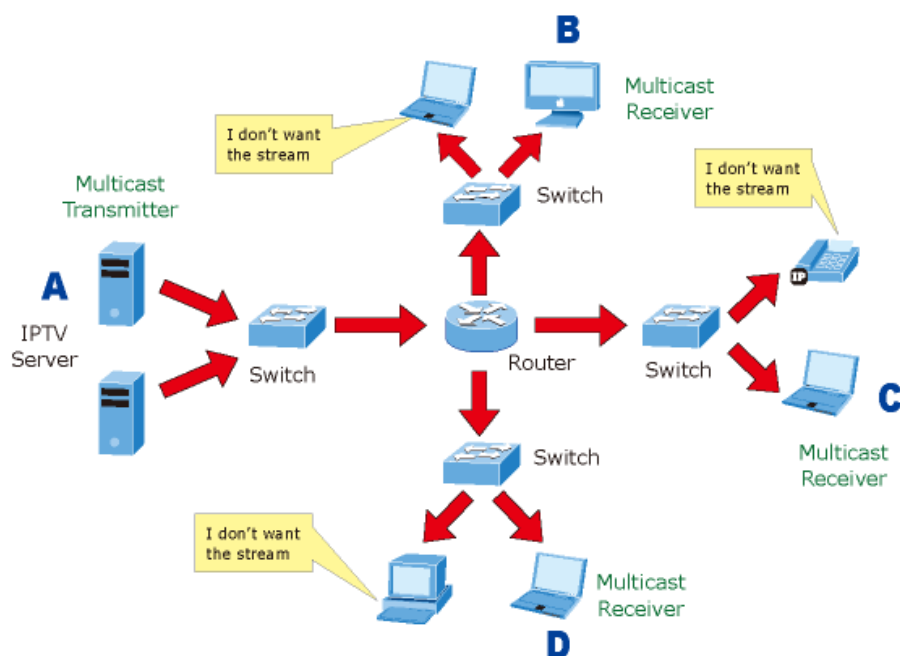 B
Multicast
Receiver
I don't want
the stream
Switch
I don't want
the stream
Multicast
Transmitter
A
IPTV
Server
IP
Switch
Router
Switch
C
Multicast
Receiver
Switch
I don't want
the stream
Multicast
Receiver
D